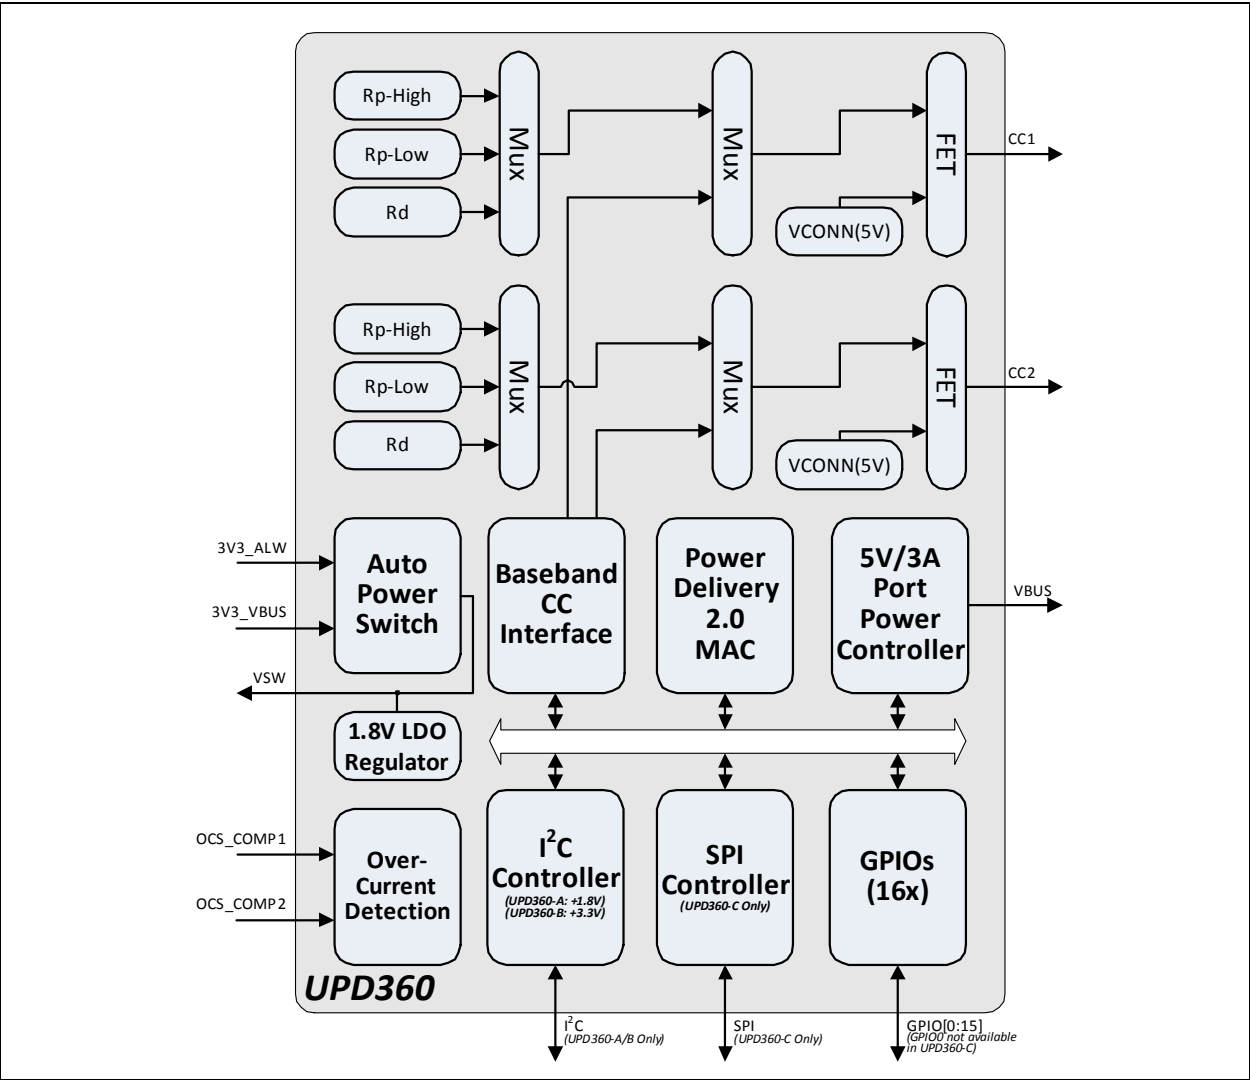 Rp-High
Rp-Low
Rd
Mux
Mux
FET
CC1
VCONN(5V)
Rp-High
Rp-Low
Rd
Mux
Mux
FET
CC2
VCONN(5V)
3V3_ALW
3V3_VBUS
VSW
Auto
Power
Switch
Baseband
CC
Interface
Power
Delivery
2.0
MAC
5V/3A
Port
Power
Controller
VBUS
1.8V LDO
Regulator
OCS_COMP1
OCS_COMP2
Over-
Current
Detection
I²C
Controller
(UPD360-A: +1.8V)
(UPD360-B: +3.3V)
SPI
Controller
(UPD360-C Only)
GPIOs
(16x)
UPD360
I²C
(UPD360-A/B Only)
SPI
(UPD360-C Only)
GPIO[0:15]
(GPIO0 not available
in UPD360-C)